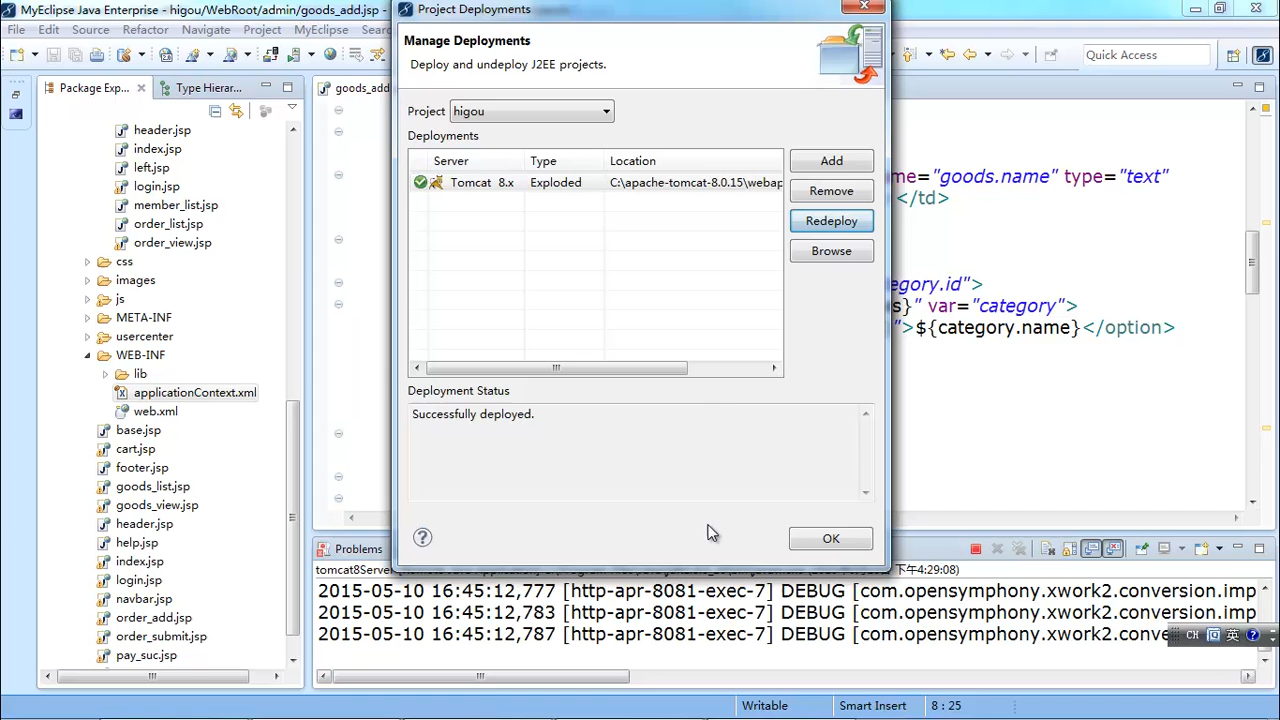 MyEclipse Java Enterprise - higou/WebRoot/admin/goods_add.jsp -
Project Deployments
File Edit Source Refactor Navigate Project MyEclipse
Manage Deployments
Deploy and undeploy J2EE projects.
Quick Access
Package Exp...
Type Hierar...
goods_add
Project higou
Deployments
Server Type Location
Tomcat 8.x Exploded C:\apache-tomcat-8.0.15\webap
Add
Remove
Redeploy
Browse
Deployment Status
Successfully deployed.
OK
header.jsp
index.jsp
left.jsp
login.jsp
member_list.jsp
order_list.jsp
order_view.jsp
css
images
js
META-INF
usercenter
WEB-INF
lib
applicationContext.xml
web.xml
base.jsp
cart.jsp
footer.jsp
goods_list.jsp
goods_view.jsp
header.jsp
help.jsp
index.jsp
login.jsp
navbar.jsp
order_add.jsp
order_submit.jsp
pay_suc.jsp
me="goods.name" type="text"
</td>
egory.id">
s}" var="category">
">${category.name}</option>
Problems
下午4:29:08)
2015-05-10 16:45:12,777 [http-apr-8081-exec-7] DEBUG [com.opensymphony.xwork2.conversion.imp
2015-05-10 16:45:12,783 [http-apr-8081-exec-7] DEBUG [com.opensymphony.xwork2.conversion.imp
2015-05-10 16:45:12,787 [http-apr-8081-exec-7] DEBUG [com.opensymphony.xwork2.conve
CH 英
Writable Smart Insert 8 : 25